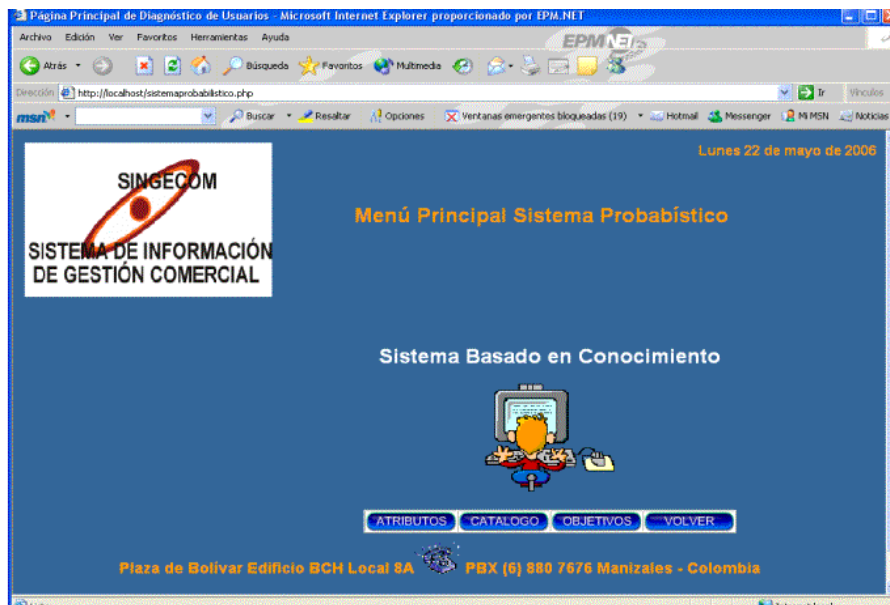 Página Principal de Diagnóstico de Usuarios - Microsoft Internet Explorer proporcionado por EPM.NET
Archivo Edición Ver Favoritos Herramientas Ayuda
EPMNET
Atrás Búsqueda Favoritos Multimedia
Dirección http://localhost/sistemaprobabilistico.php Ir Vínculos
msn Buscar Resaltar Opciones Ventanas emergentes bloqueadas (19) Hotmail Messenger Mi MSN Noticias
Lunes 22 de mayo de 2006
SINGECOM
SISTEMA DE INFORMACIÓN
DE GESTIÓN COMERCIAL
Menú Principal Sistema Probabístico
Sistema Basado en Conocimiento
ATRIBUTOS CATALOGO OBJETIVOS VOLVER
Plaza de Bolívar Edificio BCH Local 8A PBX (6) 880 7676 Manizales - Colombia